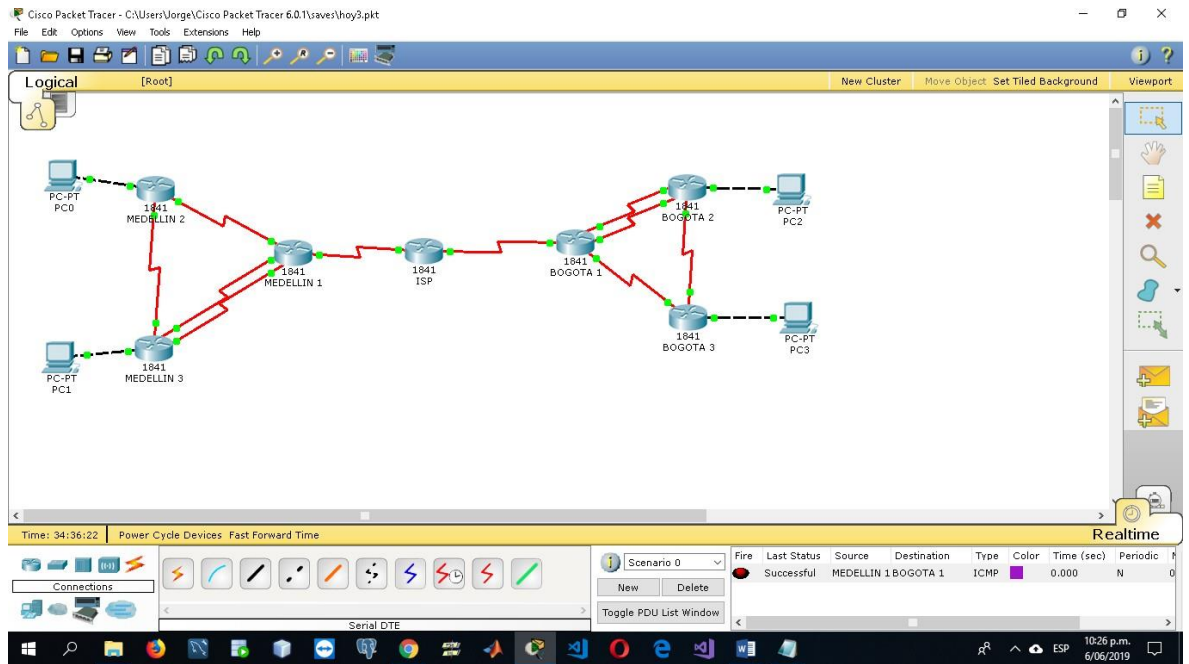 Cisco Packet Tracer - C:\Users\Jorge\Cisco Packet Tracer 6.0.1\saves\hoy3.pkt
File Edit Options View Tools Extensions Help
Logical [Root] New Cluster Move Object Set Tiled Background Viewport
PC-PT
PC0
1841
MEDELLIN 2
1841
MEDELLIN 1
1841
ISP
1841
BOGOTA 1
1841
BOGOTA 2
PC-PT
PC2
1841
MEDELLIN 3
PC-PT
PC1
1841
BOGOTA 3
PC-PT
PC3
Time: 34:36:22 Power Cycle Devices Fast Forward Time Realtime
Connections
Serial DTE
Scenario 0
New Delete
Toggle PDU List Window
Fire Last Status Source Destination Type Color Time (sec) Periodic
Successful MEDELLIN 1 BOGOTA 1 ICMP 0.000 N 0
ESP
10:26 p.m.
6/06/2019